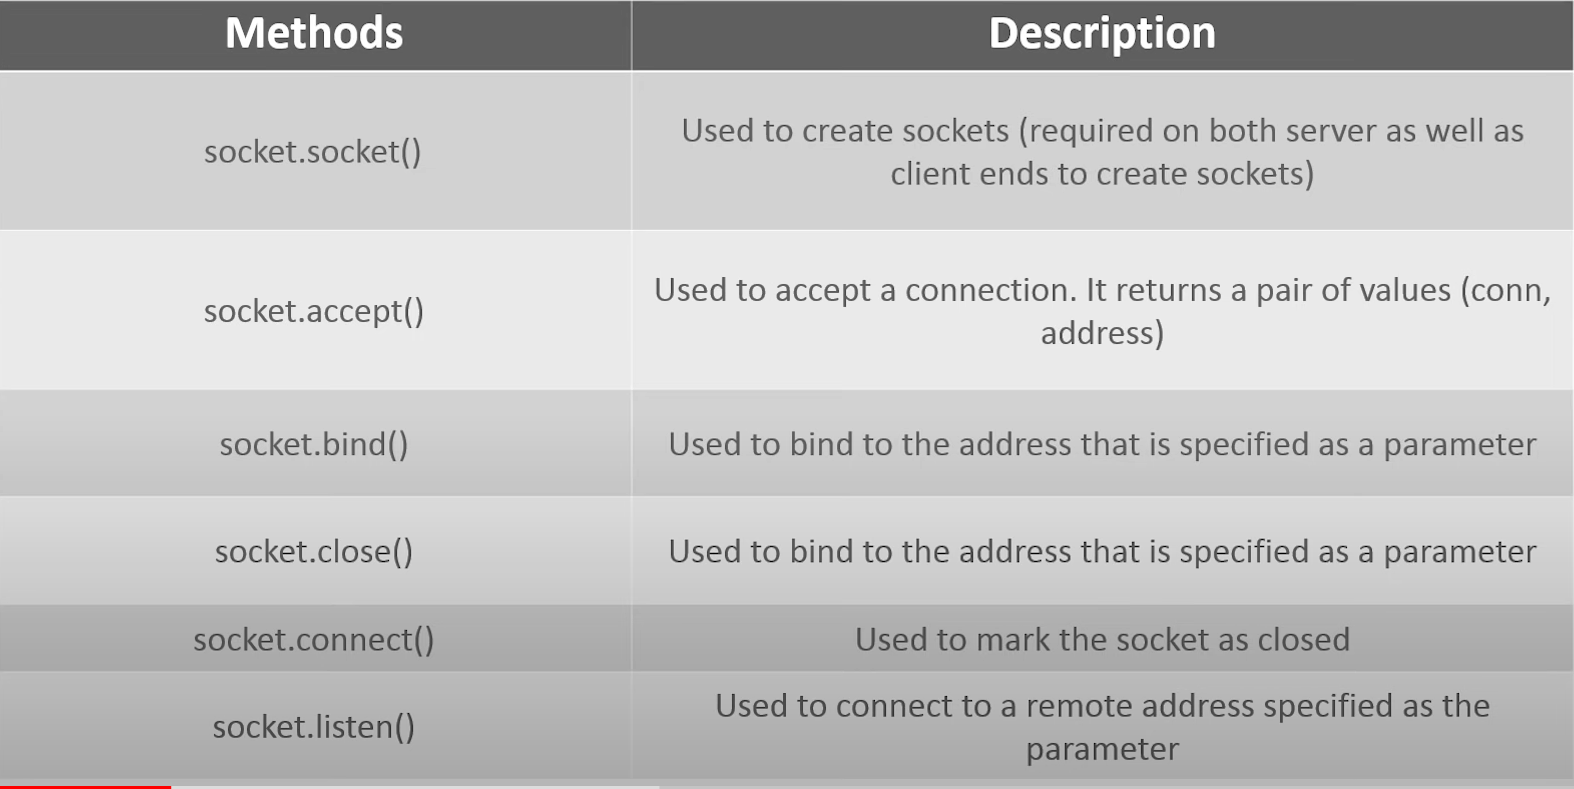 Methods Description
socket.socket() Used to create sockets (required on both server as well as
client ends to create sockets)
socket.accept() Used to accept a connection. It returns a pair of values (conn,
address)
socket.bind() Used to bind to the address that is specified as a parameter
socket.close() Used to bind to the address that is specified as a parameter
socket.connect() Used to mark the socket as closed
socket.listen() Used to connect to a remote address specified as the
parameter